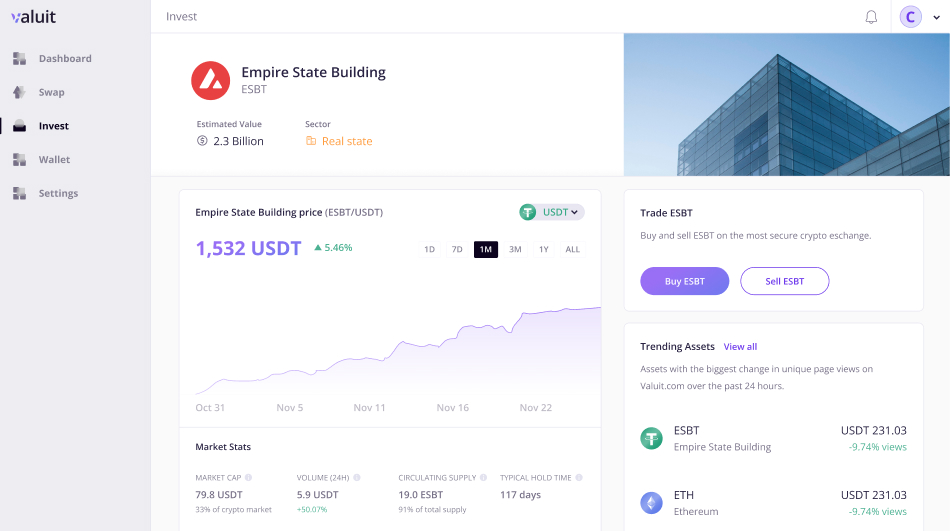 valuit
Invest
C
Dashboard
Swap
Invest
Wallet
Settings
Empire State Building
ESBT
Estimated Value
2.3 Billion
Sector
Real state
Empire State Building price (ESBT/USDT)
USDT
1,532 USDT
5.46%
1D 7D 1M 3M 1Y ALL
Oct 31 Nov 5 Nov 11 Nov 16 Nov 22
Market Stats
MARKET CAP
79.8 USDT
33% of crypto market
VOLUME (24H)
5.9 USDT
+50.07%
CIRCULATING SUPPLY
19.0 ESBT
91% of total supply
TYPICAL HOLD TIME
117 days
Trade ESBT
Buy and sell ESBT on the most secure crypto eschange.
Buy ESBT
Sell ESBT
Trending Assets View all
Assets with the biggest change in unique page views on
Valuit.com over the past 24 hours.
ESBT
Empire State Building
USDT 231.03
-9.74% views
ETH
Ethereum
USDT 231.03
-9.74% views